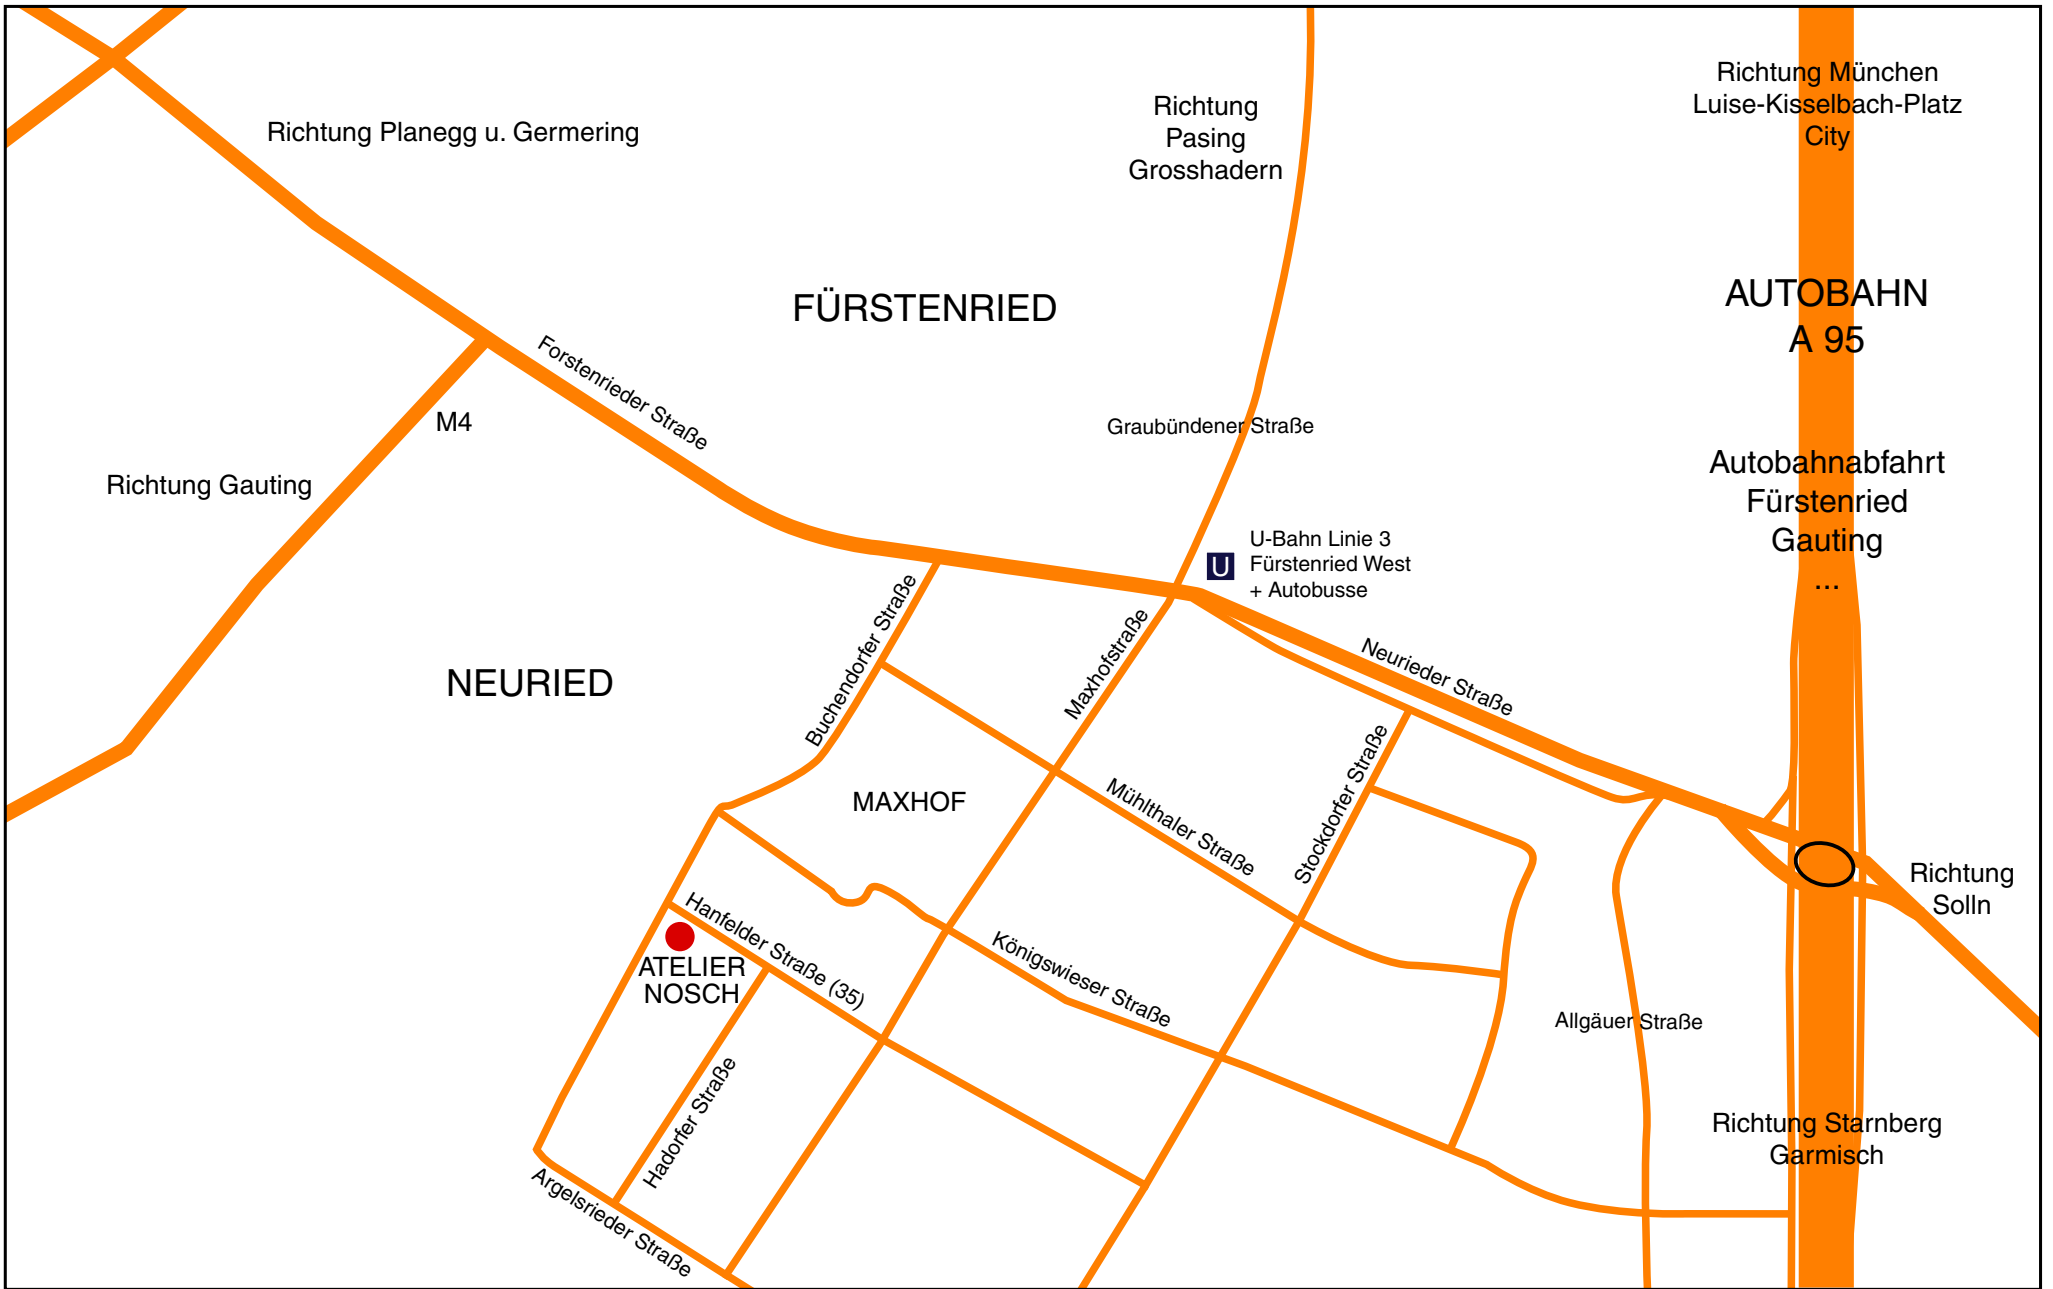 Richtung München
Luise-Kisselbach-Platz
City
Richtung
Pasing
Grosshadern
Richtung Planegg u. Germering
FÜRSTENRIED
AUTOBAHN
A 95
Forstenrieder Straße
M4
Graubündener Straße
Richtung Gauting
Autobahnabfahrt
Fürstenried
Gauting
...
U
U-Bahn Linie 3
Fürstenried West
+ Autobusse
Buchendorfer Straße
Maxhofstraße
Neurieder Straße
NEURIED
MAXHOF
Mühlthaler Straße
Stockdorfer Straße
Richtung
Solln
Hanfelder Straße (35)
ATELIER
NOSCH
Königswieser Straße
Allgäuer Straße
Hadorfer Straße
Richtung Starnberg
Garmisch
Argelsrieder Straße